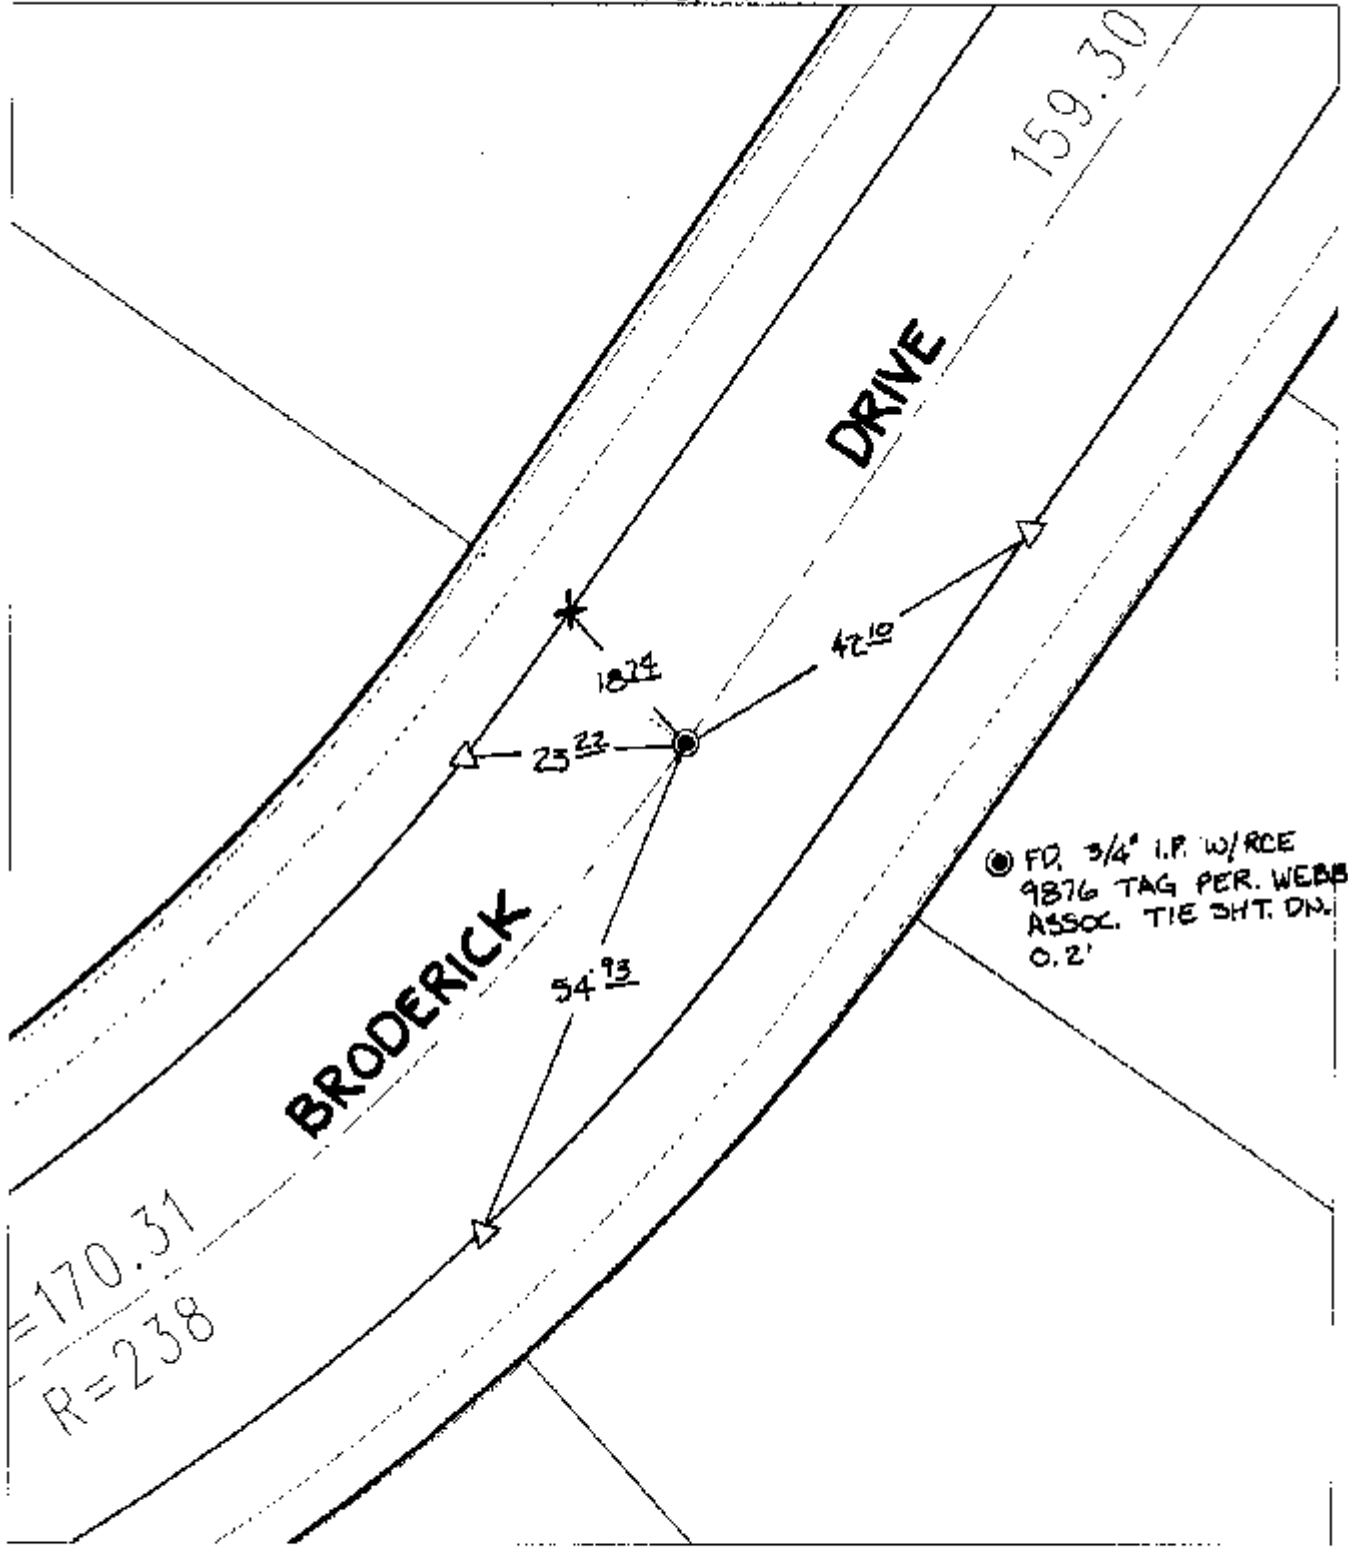 159.30
DRIVE
42.10
18.24
23.22
FD. 3/4" I.P. W/RCE
9876 TAG PER. WEBB
ASSOC. TIE SHT. DN.
0.2'
54.93
BRODERICK
=170.31
R=238